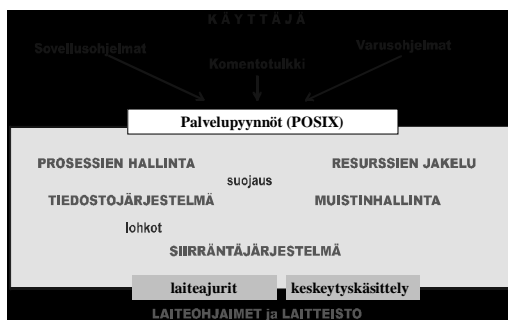 KÄYTTÄJÄ
Sovellusohjelmat
Varusohjelmat
Komentotulkki
Palvelupyynnöt (POSIX)
PROSESSIEN HALLINTA
RESURSSIEN JAKELU
suojaus
TIEDOSTOJÄRJESTELMÄ
MUISTINHALLINTA
lohkot
SIIRRÄNTÄJÄRJESTELMÄ
laiteajurit
keskeytyskäsittely
LAITEOHJAIMET ja LAITTEISTO